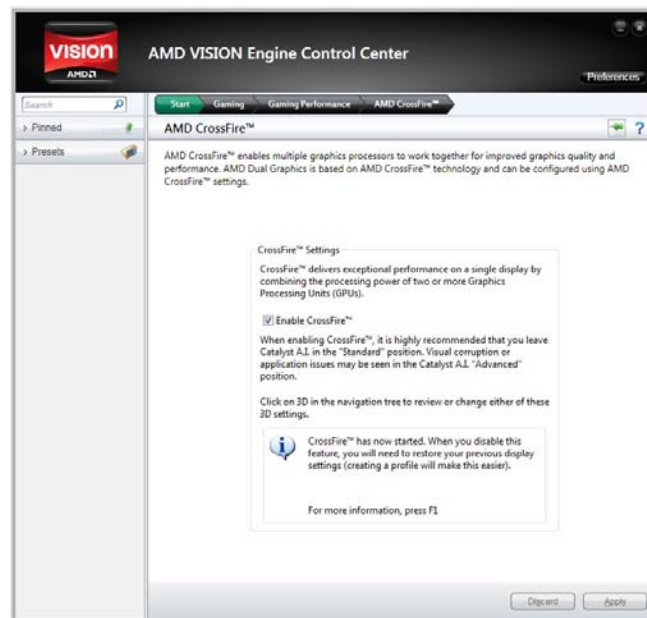 VISION
AMD
AMD VISION Engine Control Center
Preferences
Search
Start Gaming Gaming Performance AMD CrossFire™
> Pinned
AMD CrossFire™
?
> Presets
AMD CrossFire™ enables multiple graphics processors to work together for improved graphics quality and
performance. AMD Dual Graphics is based on AMD CrossFire™ technology and can be configured using AMD
CrossFire™ settings.
CrossFire™ Settings
CrossFire™ delivers exceptional performance on a single display by
combining the processing power of two or more Graphics
Processing Units (GPUs).
Enable CrossFire™
When enabling CrossFire™, it is highly recommended that you leave
Catalyst A.I. in the "Standard" position. Visual corruption or
application issues may be seen in the Catalyst A.I. "Advanced"
position.
Click on 3D in the navigation tree to review or change either of these
3D settings.
CrossFire™ has now started. When you disable this
feature, you will need to restore your previous display
settings (creating a profile will make this easier).
For more information, press F1
Discard
Apply